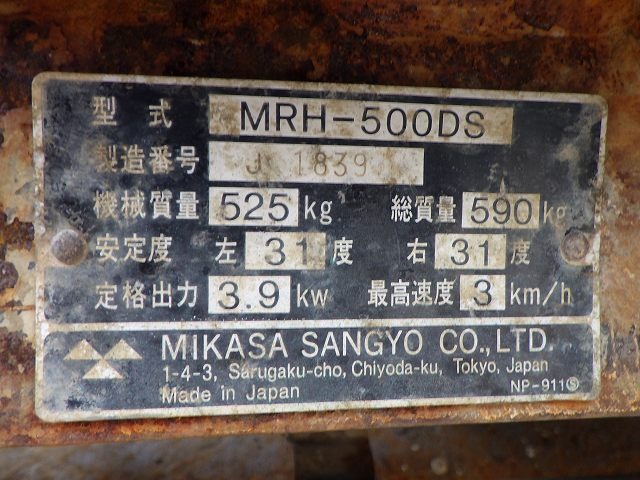 型式 MRH-500DS
製造番号 J 1839
機械質量 525 kg 総質量 590 kg
安定度 左 31 度 右 31 度
定格出力 3.9 kw 最高速度 3 km/h
MIKASA SANGYO CO.,LTD.
1-4-3, Sarugaku-cho, Chiyoda-ku, Tokyo, Japan
Made in Japan NP-911Ⓢ